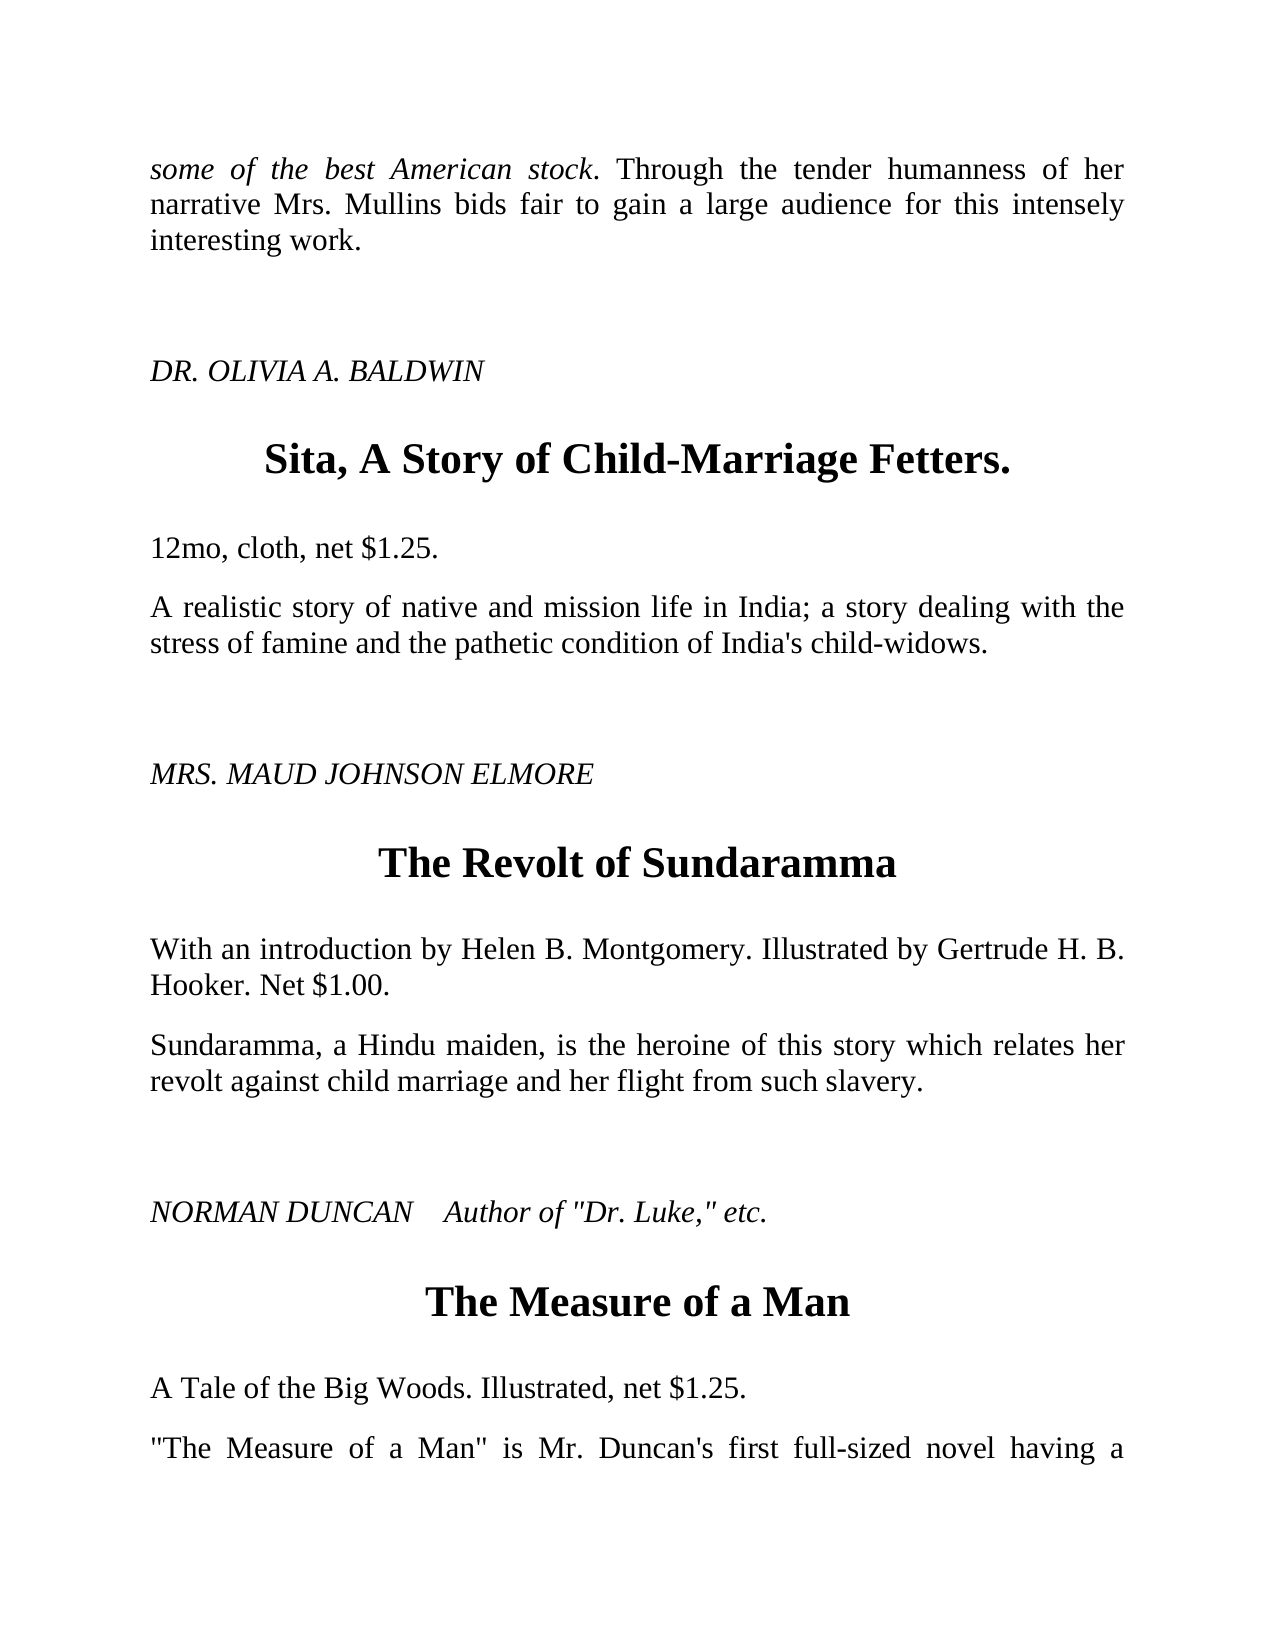 some of the best American stock. Through the tender humanness of her
narrative Mrs. Mullins bids fair to gain a large audience for this intensely
interesting work.
DR. OLIVIA A. BALDWIN
Sita, A Story of Child-Marriage Fetters.
12mo, cloth, net $1.25.
A realistic story of native and mission life in India; a story dealing with the
stress of famine and the pathetic condition of India's child-widows.
MRS. MAUD JOHNSON ELMORE
The Revolt of Sundaramma
With an introduction by Helen B. Montgomery. Illustrated by Gertrude H. B.
Hooker. Net $1.00.
Sundaramma, a Hindu maiden, is the heroine of this story which relates her
revolt against child marriage and her flight from such slavery.
NORMAN DUNCAN    Author of "Dr. Luke," etc.
The Measure of a Man
A Tale of the Big Woods. Illustrated, net $1.25.
"The Measure of a Man" is Mr. Duncan's first full-sized novel having a